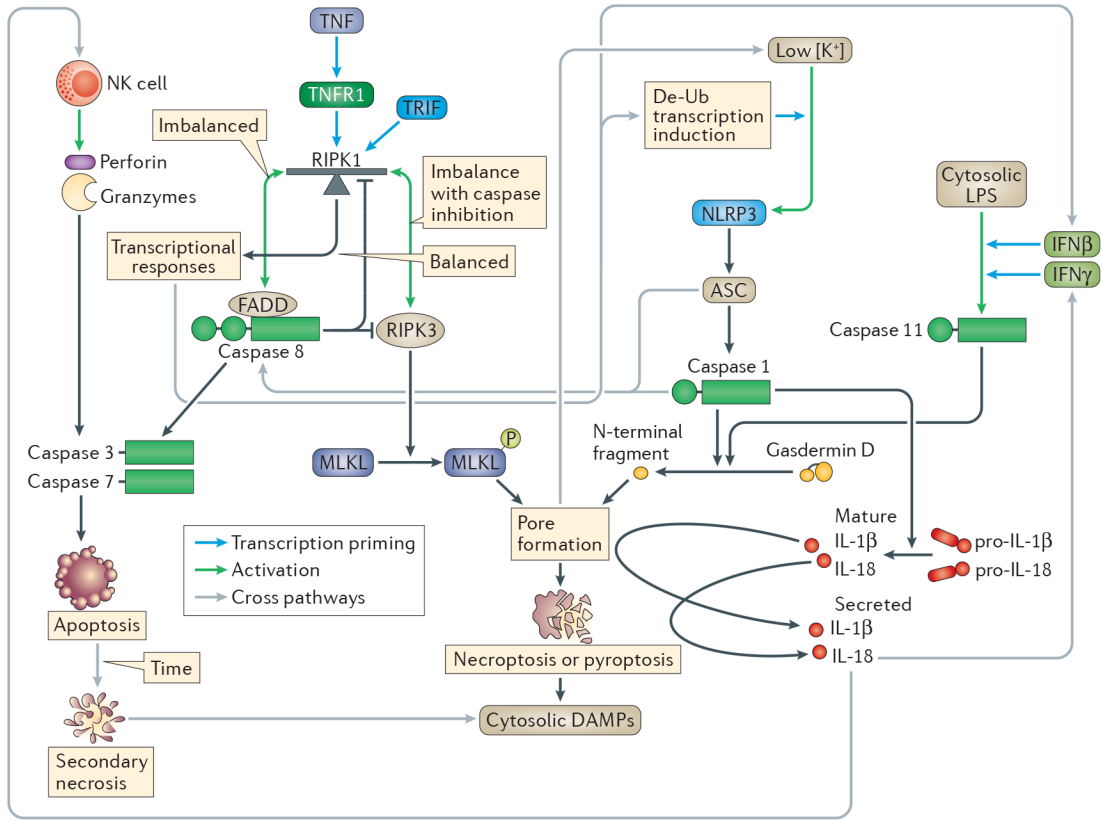 TNF
Low [K⁺]
NK cell
TNFR1
TRIF
De-Ub
transcription
induction
Imbalanced
Perforin
RIPK1
Granzymes
Imbalance
with caspase
inhibition
Cytosolic
LPS
NLRP3
Transcriptional
responses
Balanced
IFNβ
IFNγ
ASC
FADD
RIPK3
Caspase 11
Caspase 8
Caspase 1
Caspase 3
Caspase 7
MLKL
MLKL
P
N-terminal
fragment
Gasdermin D
Pore
formation
Mature
IL-1β
IL-18
pro-IL-1β
pro-IL-18
Transcription priming
Activation
Cross pathways
Secreted
IL-1β
IL-18
Apoptosis
Time
Necroptosis or pyroptosis
Cytosolic DAMPs
Secondary
necrosis